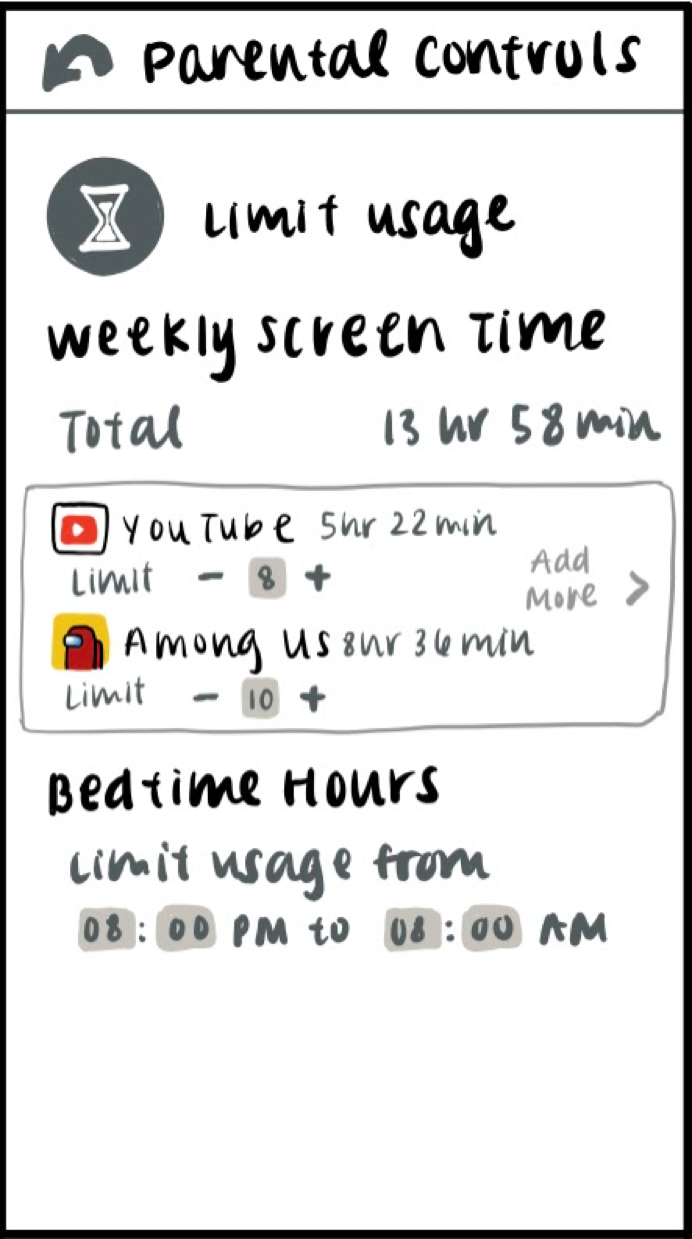 Parental Controls
Limit usage
Weekly Screen Time
Total 13 hr 58 min
YouTube 5hr 22min
Limit - 8 +
Add
More >
Among Us 8hr 36min
Limit - 10 +
Bedtime Hours
Limit usage from
08:00 PM to 08:00 AM